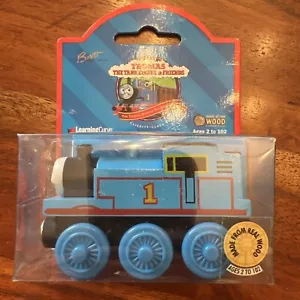 Britt
THOMAS
THE TANK ENGINE & FRIENDS
WOOD
LearningCurve
Ages 2 to 102
1
MADE FROM REAL WOOD
AGES 2 TO 102